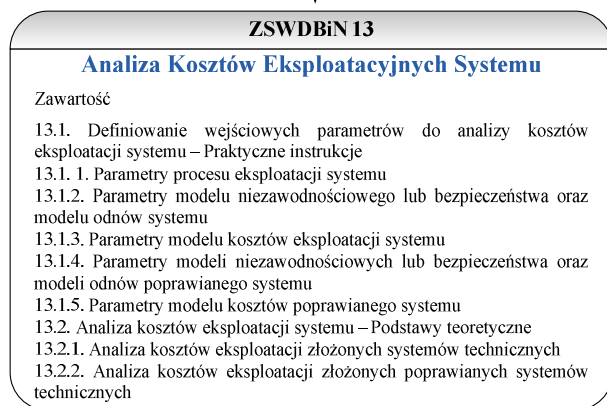 ZSWDBiN 13
Analiza Kosztów Eksploatacyjnych Systemu
Zawartość
13.1. Definiowanie wejściowych parametrów do analizy kosztów
eksploatacji systemu – Praktyczne instrukcje
13.1. 1. Parametry procesu eksploatacji systemu
13.1.2. Parametry modelu niezawodnościowego lub bezpieczeństwa oraz
modelu odnów systemu
13.1.3. Parametry modelu kosztów eksploatacji systemu
13.1.4. Parametry modeli niezawodnościowych lub bezpieczeństwa oraz
modeli odnów poprawianego systemu
13.1.5. Parametry modelu kosztów poprawianego systemu
13.2. Analiza kosztów eksploatacji systemu – Podstawy teoretyczne
13.2.1. Analiza kosztów eksploatacji złożonych systemów technicznych
13.2.2. Analiza kosztów eksploatacji złożonych poprawianych systemów
technicznych